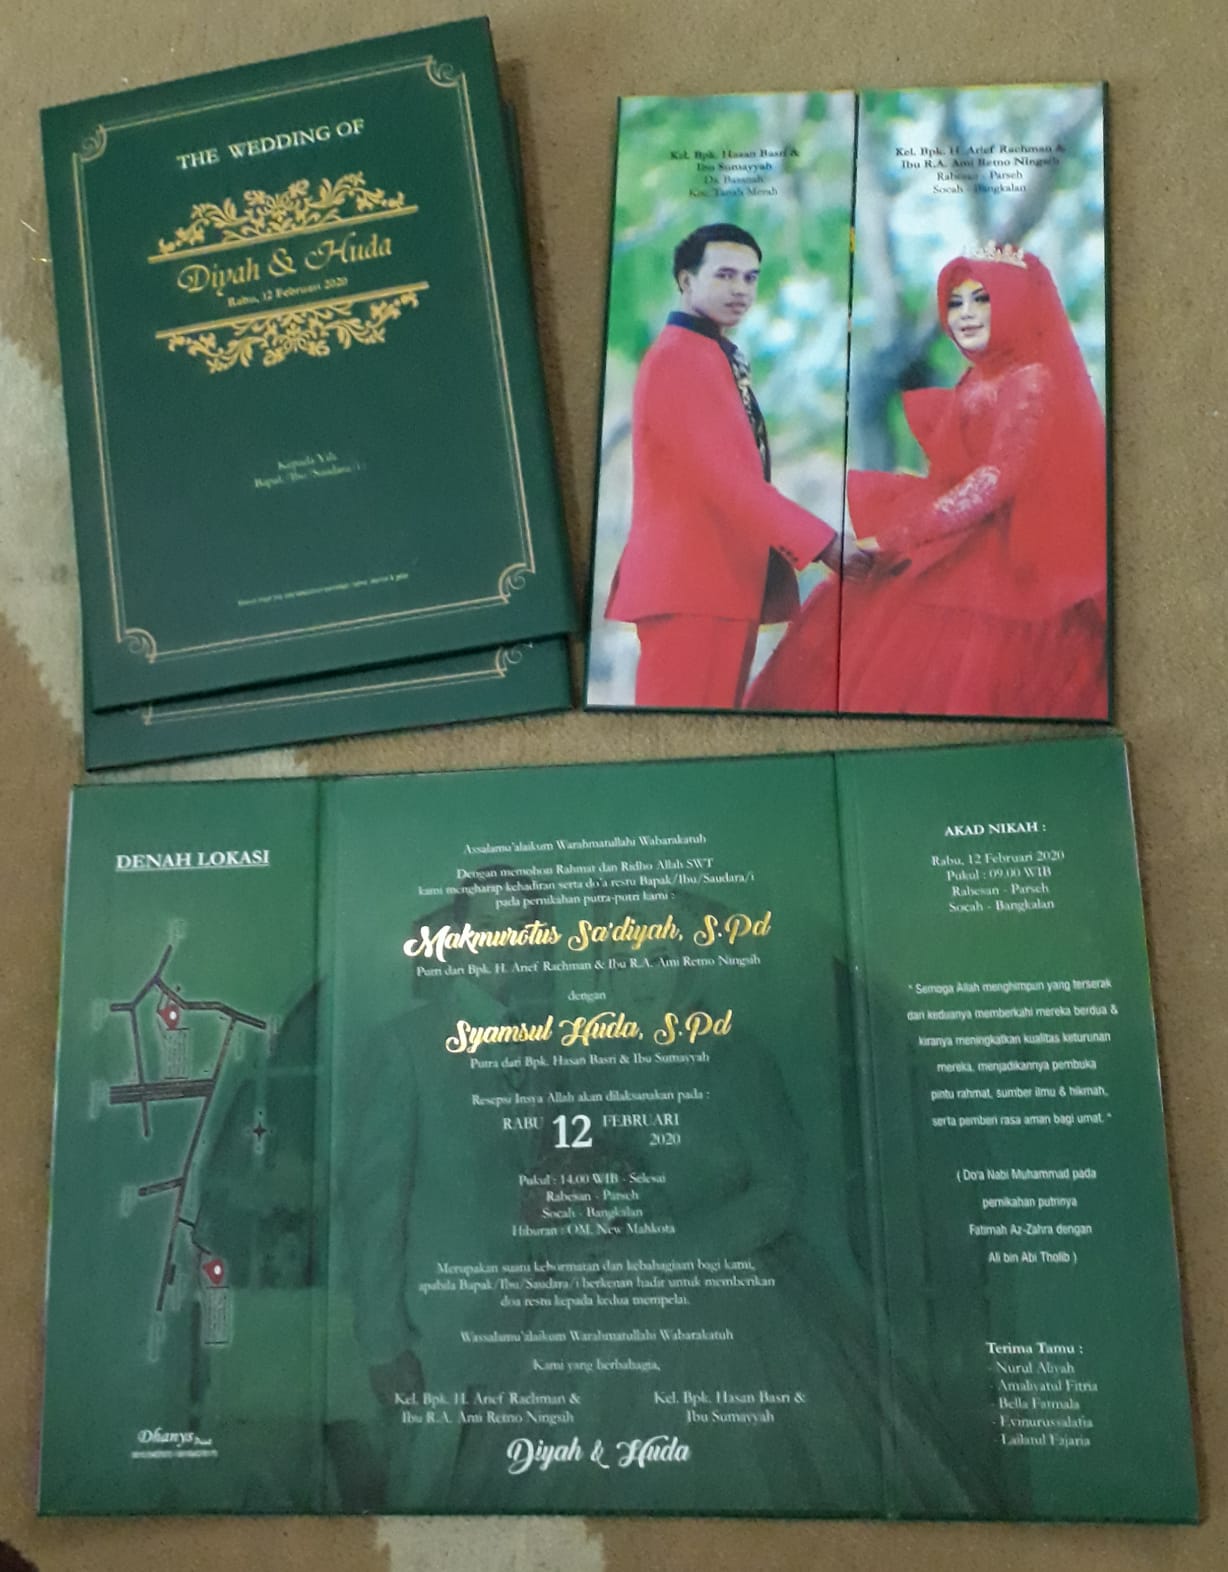 THE WEDDING OF
Diyah & Huda
Rabu, 12 Februari 2020
Kepada Yth.
Bapak/Ibu/Saudara/i :
Kel. Bpk. Hasan Basri &
Ibu Sumayyah
Ds. Basanah
Kec. Tanah Merah
Kel. Bpk. H. Arief Rachman &
Ibu R.A. Ami Retno Ningsih
Rabesan - Parseh
Socah - Bangkalan
DENAH LOKASI
Dhanys
Assalamu'alaikum Warahmatullahi Wabarakatuh
Dengan memohon Rahmat dan Ridho Allah SWT
kami mengharap kehadiran serta do'a restu Bapak/Ibu/Saudara/i
pada pernikahan putra-putri kami :
Makmurotus Sa'diyah, S.Pd
Putri dari Bpk. H. Arief Rachman & Ibu R.A. Ami Retno Ningsih
dengan
Syamsul Huda, S.Pd
Putra dari Bpk. Hasan Basri & Ibu Sumayyah
Resepsi Insya Allah akan dilaksanakan pada :
RABU 12 FEBRUARI
2020
Pukul : 14.00 WIB - Selesai
Rabesan - Parseh
Socah - Bangkalan
Hiburan : OM. New Mahkota
Merupakan suatu kehormatan dan kebahagiaan bagi kami,
apabila Bapak/Ibu/Saudara/i berkenan hadir untuk memberikan
doa restu kepada kedua mempelai.
Wassalamu'alaikum Warahmatullahi Wabarakatuh
Kami yang berbahagia,
Kel. Bpk. H. Arief Rachman &
Ibu R.A. Ami Retno Ningsih
Kel. Bpk. Hasan Basri &
Ibu Sumayyah
Diyah & Huda
AKAD NIKAH :
Rabu, 12 Februari 2020
Pukul : 09.00 WIB
Rabesan - Parseh
Socah - Bangkalan
" Semoga Allah menghimpun yang terserak
dari keduanya memberkahi mereka berdua &
kiranya meningkatkan kualitas keturunan
mereka, menjadikannya pembuka
pintu rahmat, sumber ilmu & hikmah,
serta pemberi rasa aman bagi umat. "
( Do'a Nabi Muhammad pada
pernikahan putrinya
Fatimah Az-Zahra dengan
Ali bin Abi Tholib )
Terima Tamu :
- Nurul Aliyah
- Amaliyatul Fitria
- Bella Fatmala
- Evinurussalafia
- Lailatul Fajaria